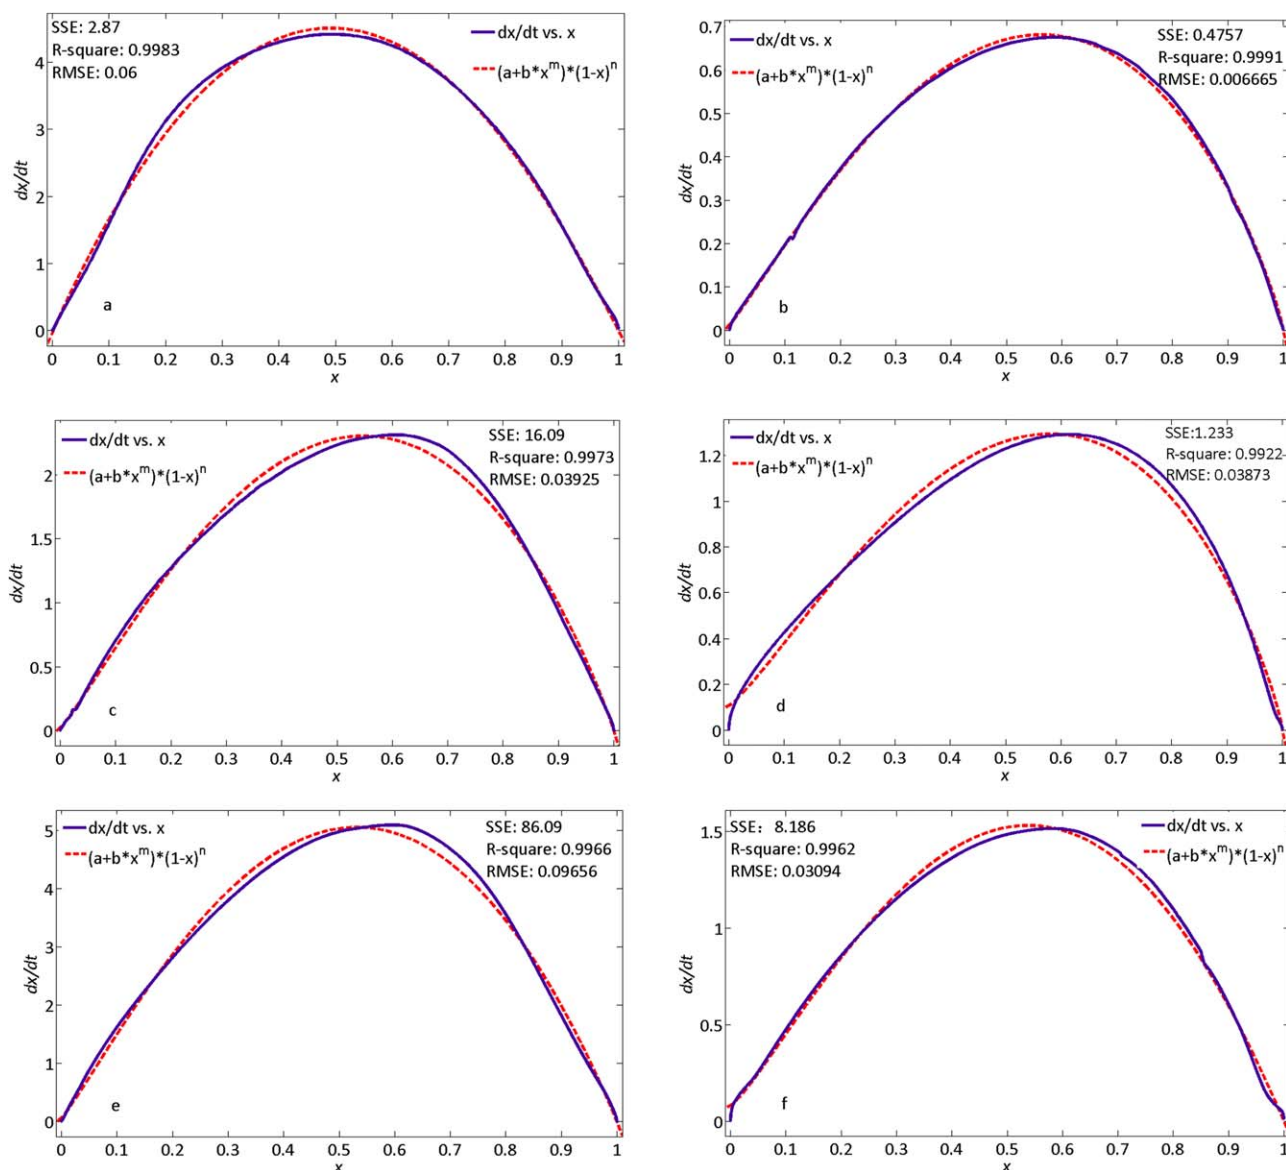 SSE: 2.87
R-square: 0.9983
RMSE: 0.06
dx/dt vs. x
(a+b*x^m)*(1-x)^n
4
3
2
1
0
dx/dt
a
0 0.1 0.2 0.3 0.4 0.5 0.6 0.7 0.8 0.9 1
x
dx/dt vs. x
(a+b*x^m)*(1-x)^n
SSE: 0.4757
R-square: 0.9991
RMSE: 0.006665
0.7
0.6
0.5
0.4
0.3
0.2
0.1
0
dx/dt
b
0 0.1 0.2 0.3 0.4 0.5 0.6 0.7 0.8 0.9 1
x
dx/dt vs. x
(a+b*x^m)*(1-x)^n
SSE: 16.09
R-square: 0.9973
RMSE: 0.03925
2
1.5
1
0.5
0
dx/dt
c
0 0.1 0.2 0.3 0.4 0.5 0.6 0.7 0.8 0.9 1
x
dx/dt vs. x
(a+b*x^m)*(1-x)^n
SSE:1.233
R-square: 0.9922
RMSE: 0.03873
1.2
1
0.8
0.6
0.4
0.2
0
dx/dt
d
0 0.1 0.2 0.3 0.4 0.5 0.6 0.7 0.8 0.9 1
x
dx/dt vs. x
(a+b*x^m)*(1-x)^n
SSE: 86.09
R-square: 0.9966
RMSE: 0.09656
5
4
3
2
1
0
dx/dt
e
0 0.1 0.2 0.3 0.4 0.5 0.6 0.7 0.8 0.9 1
x
SSE: 8.186
R-square: 0.9962
RMSE: 0.03094
dx/dt vs. x
(a+b*x^m)*(1-x)^n
1.5
1
0.5
0
dx/dt
f
0 0.1 0.2 0.3 0.4 0.5 0.6 0.7 0.8 0.9 1
x